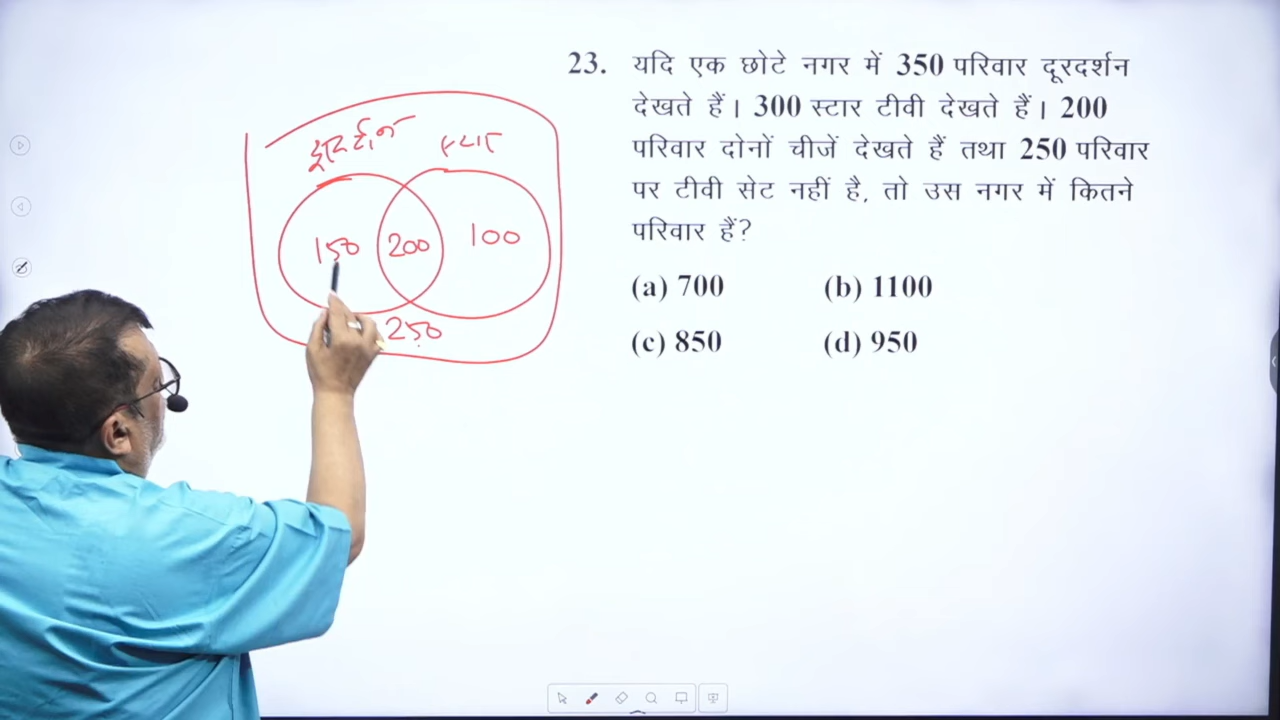 23. यदि एक छोटे नगर में 350 परिवार दूरदर्शन
देखते हैं। 300 स्टार टीवी देखते हैं। 200
परिवार दोनों चीजें देखते हैं तथा 250 परिवार
पर टीवी सेट नहीं है, तो उस नगर में कितने
परिवार हैं?
(a) 700 (b) 1100
(c) 850 (d) 950
दूरदर्शन स्टार
150 200 100
250